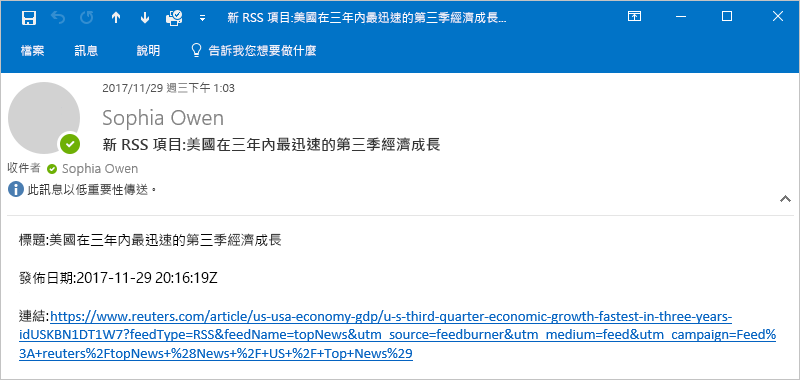 新 RSS 項目:美國在三年內最迅速的第三季經濟成長...
檔案 訊息 說明 告訴我您想要做什麼
2017/11/29 週三下午 1:03
Sophia Owen
新 RSS 項目:美國在三年內最迅速的第三季經濟成長
收件者 Sophia Owen
此訊息以低重要性傳送。
標題:美國在三年內最迅速的第三季經濟成長
發佈日期:2017-11-29 20:16:19Z
連結:https://www.reuters.com/article/us-usa-economy-gdp/u-s-third-quarter-economic-growth-fastest-in-three-years-
idUSKBN1DT1W7?feedType=RSS&feedName=topNews&utm_source=feedburner&utm_medium=feed&utm_campaign=Feed%
3A+reuters%2FtopNews+%28News+%2F+US+%2F+Top+News%29